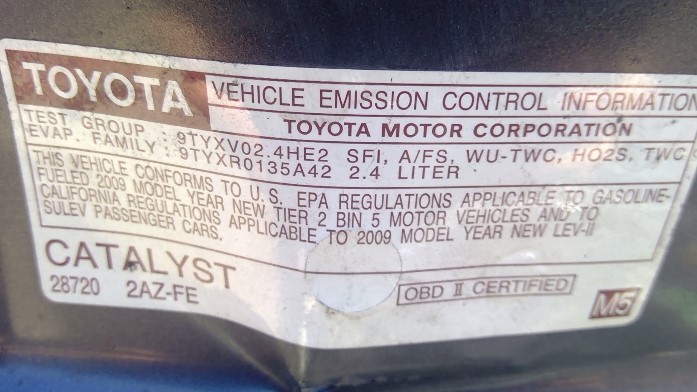 TOYOTA VEHICLE EMISSION CONTROL INFORMATION
TOYOTA MOTOR CORPORATION
TEST GROUP : 9TYXV02.4HE2 SFI, A/FS, WU-TWC, HO2S, TWC
EVAP. FAMILY : 9TYXR0135A42 2.4 LITER
THIS VEHICLE CONFORMS TO U.S. EPA REGULATIONS APPLICABLE TO GASOLINE-
FUELED 2009 MODEL YEAR NEW TIER 2 BIN 5 MOTOR VEHICLES AND TO
CALIFORNIA REGULATIONS APPLICABLE TO 2009 MODEL YEAR NEW LEV-II
SULEV PASSENGER CARS.
CATALYST
28720 2AZ-FE
OBD II CERTIFIED
M5